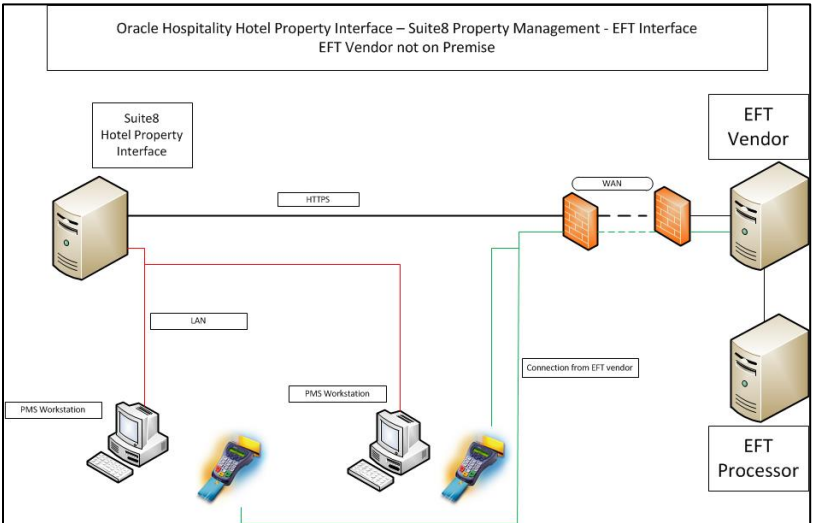 Oracle Hospitality Hotel Property Interface – Suite8 Property Management - EFT Interface
EFT Vendor not on Premise
Suite8
Hotel Property
Interface
EFT
Vendor
WAN
HTTPS
LAN
Connection from EFT vendor
PMS Workstation
PMS Workstation
EFT
Processor